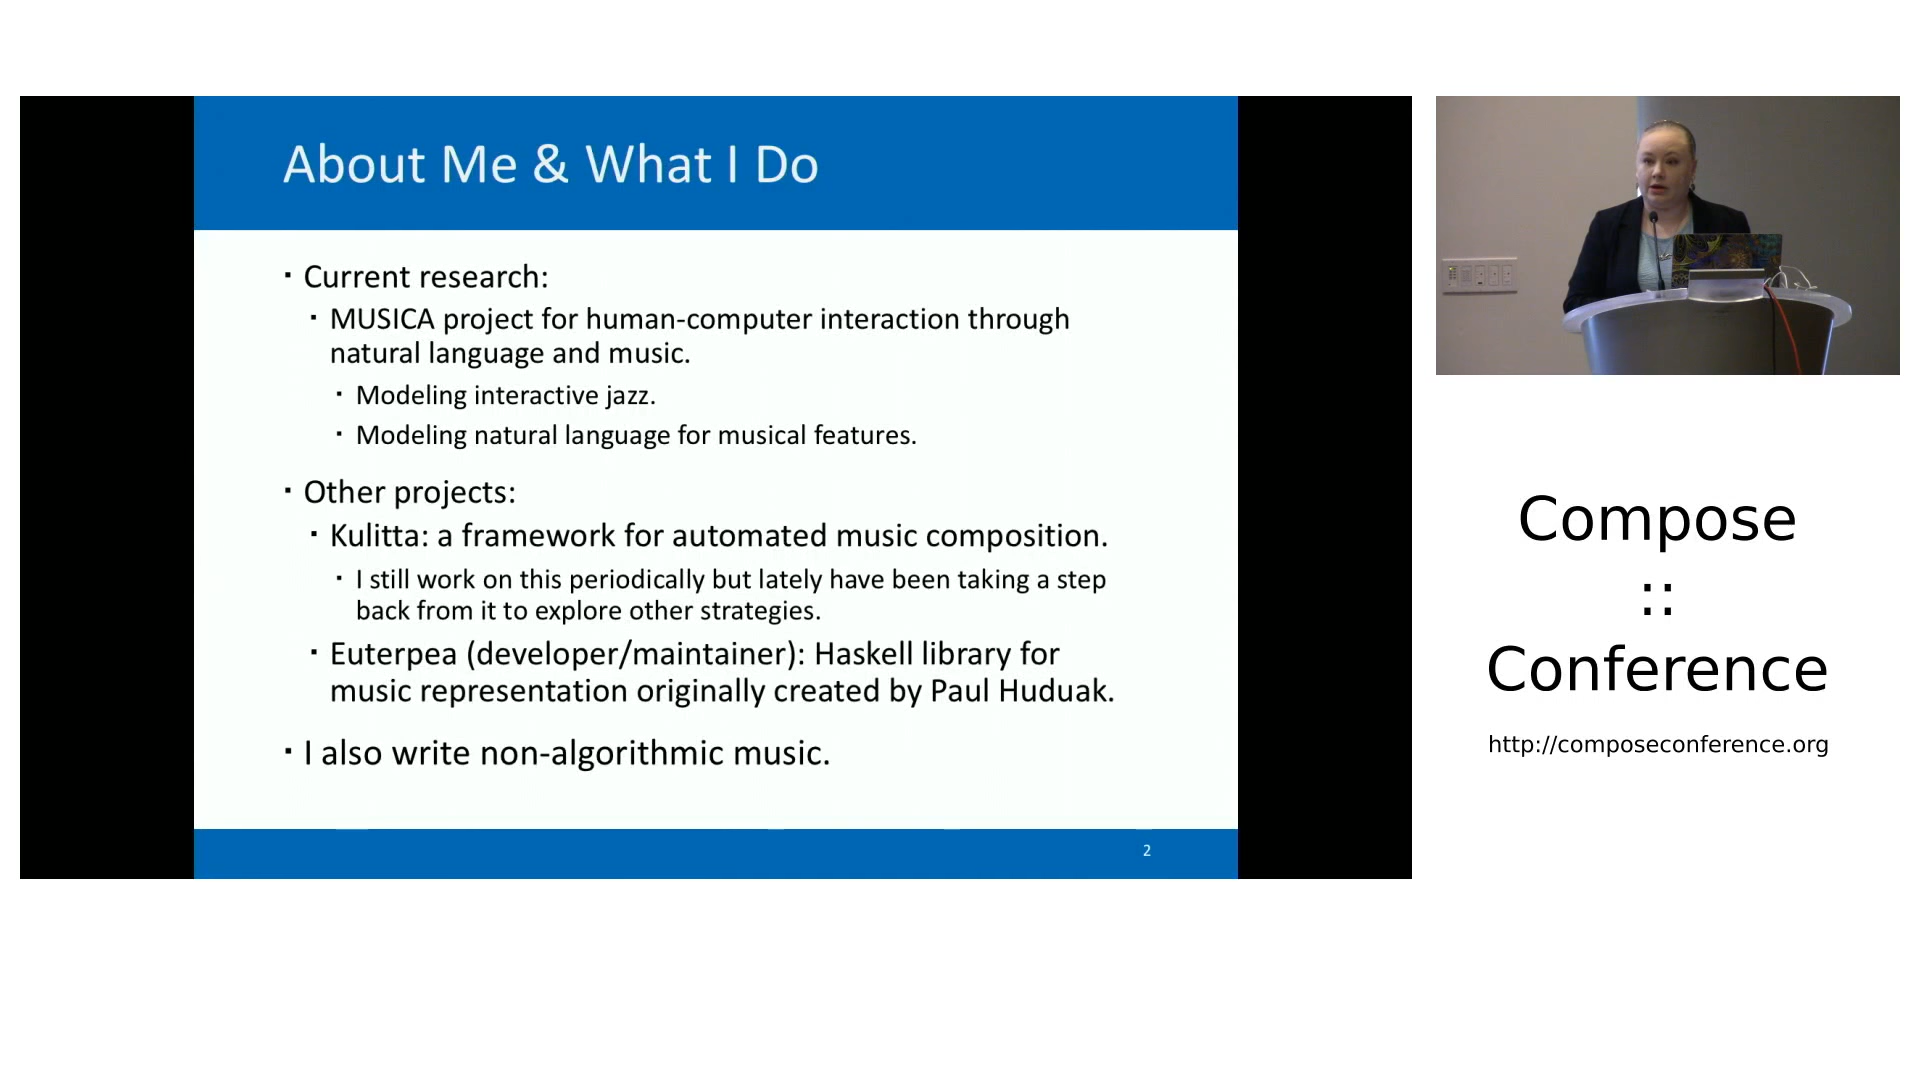 About Me & What I Do
▪ Current research:
▪ MUSICA project for human-computer interaction through
natural language and music.
▪ Modeling interactive jazz.
▪ Modeling natural language for musical features.
▪ Other projects:
▪ Kulitta: a framework for automated music composition.
▪ I still work on this periodically but lately have been taking a step
back from it to explore other strategies.
▪ Euterpea (developer/maintainer): Haskell library for
music representation originally created by Paul Huduak.
▪ I also write non-algorithmic music.
2
Compose
::
Conference
http://composeconference.org